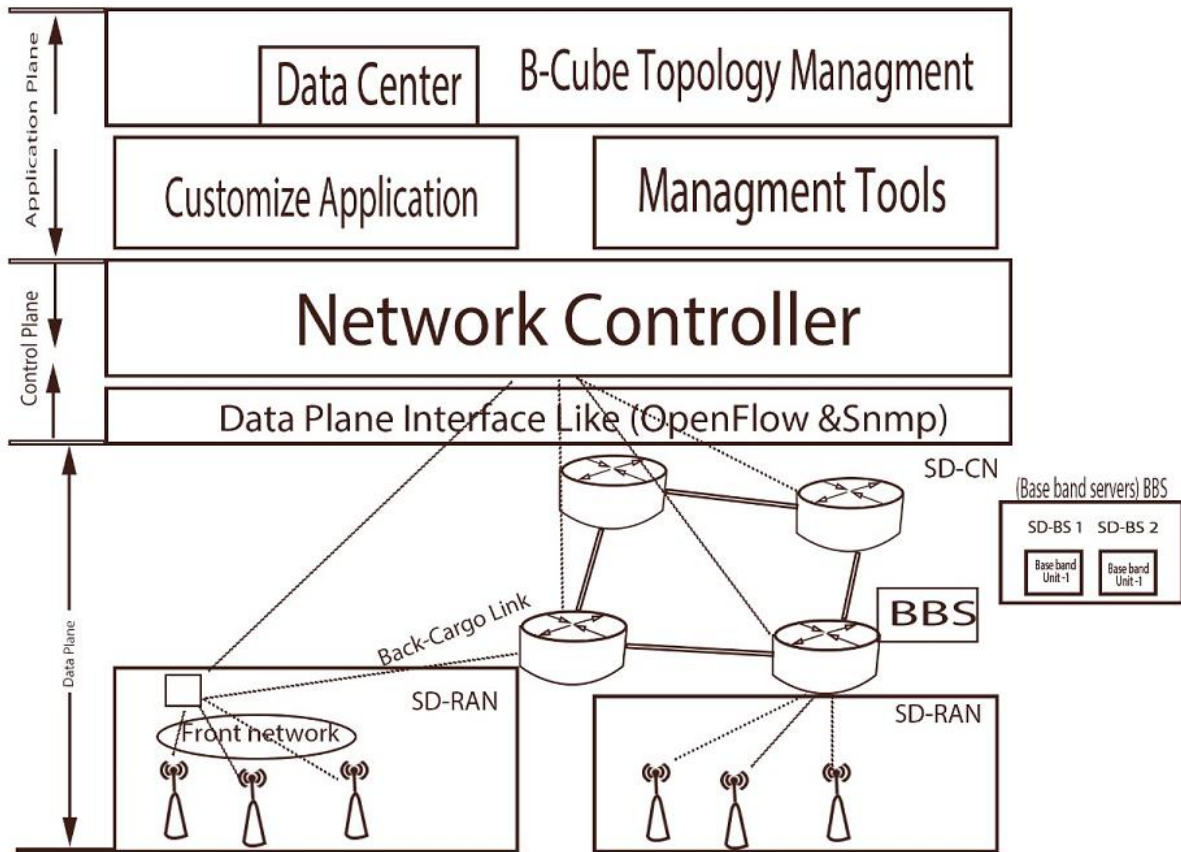 Application Plane
Data Center
B-Cube Topology Managment
Customize Application
Managment Tools
Control Plane
Network Controller
Data Plane Interface Like (OpenFlow &Snmp)
Data Plane
SD-CN
(Base band servers) BBS
SD-BS 1 SD-BS 2
Base band
Unit -1
Base band
Unit -1
BBS
Back-Cargo Link
SD-RAN
Front network
SD-RAN